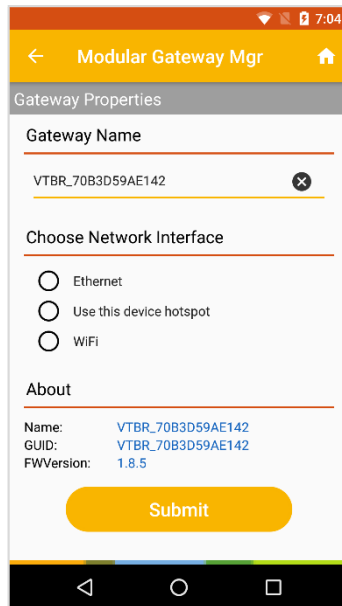 7:04
Modular Gateway Mgr
Gateway Properties
Gateway Name
VTBR_70B3D59AE142
Choose Network Interface
Ethernet
Use this device hotspot
WiFi
About
Name: VTBR_70B3D59AE142
GUID: VTBR_70B3D59AE142
FWVersion: 1.8.5
Submit